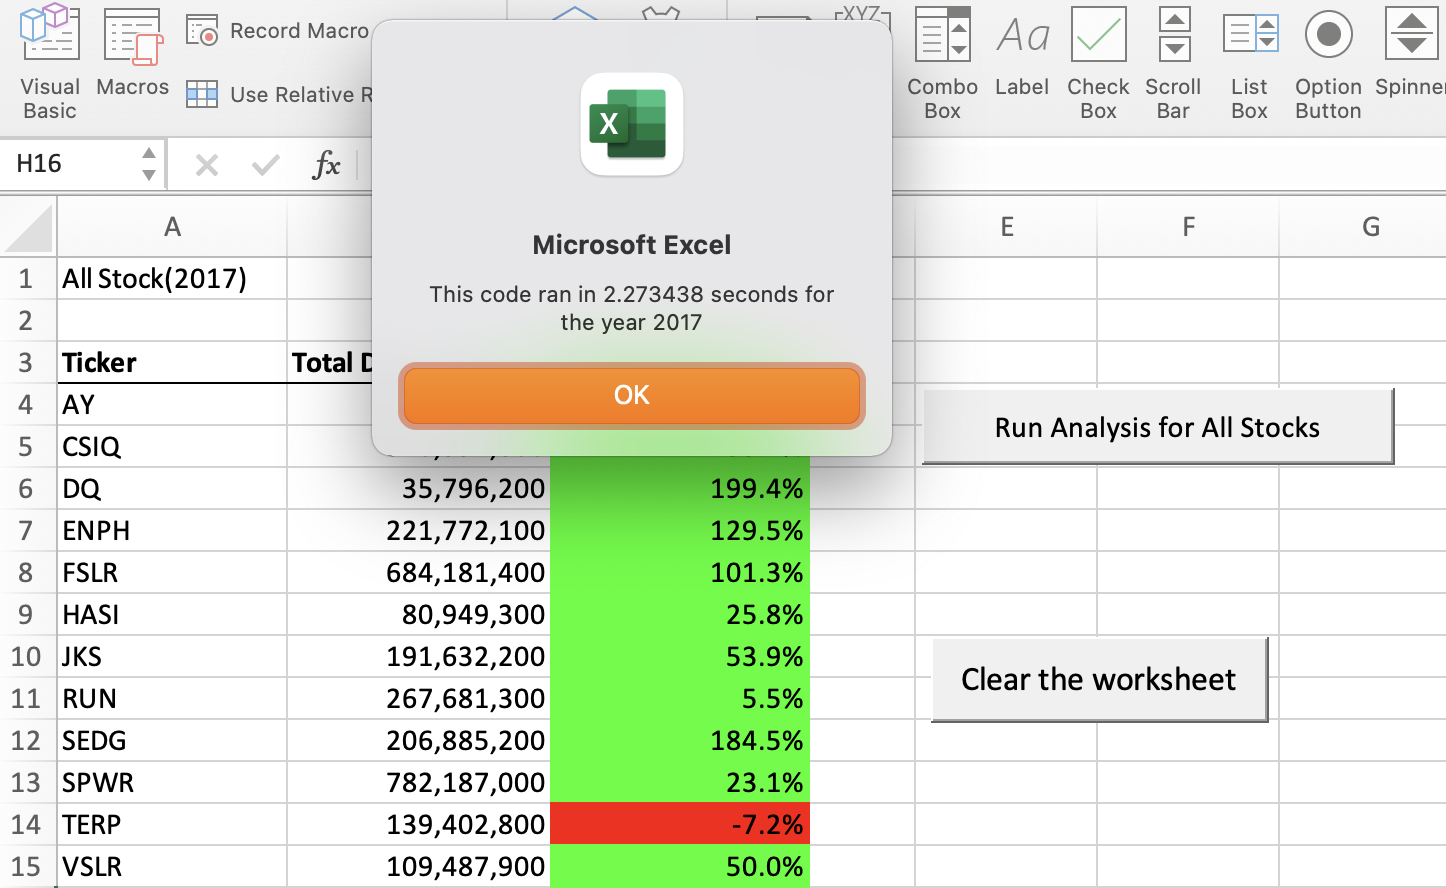 Record Macro
Use Relative R
Visual Basic
Macros
XYZ
Aa
Combo Box
Label
Check Box
Scroll Bar
List Box
Option Button
Spinner
H16
fx
X
Microsoft Excel
This code ran in 2.273438 seconds for
the year 2017
OK
A E F G
1 All Stock(2017)
2
3 Ticker Total D
4 AY
5 CSIQ
6 DQ 35,796,200 199.4%
7 ENPH 221,772,100 129.5%
8 FSLR 684,181,400 101.3%
9 HASI 80,949,300 25.8%
10 JKS 191,632,200 53.9%
11 RUN 267,681,300 5.5%
12 SEDG 206,885,200 184.5%
13 SPWR 782,187,000 23.1%
14 TERP 139,402,800 -7.2%
15 VSLR 109,487,900 50.0%
Run Analysis for All Stocks
Clear the worksheet